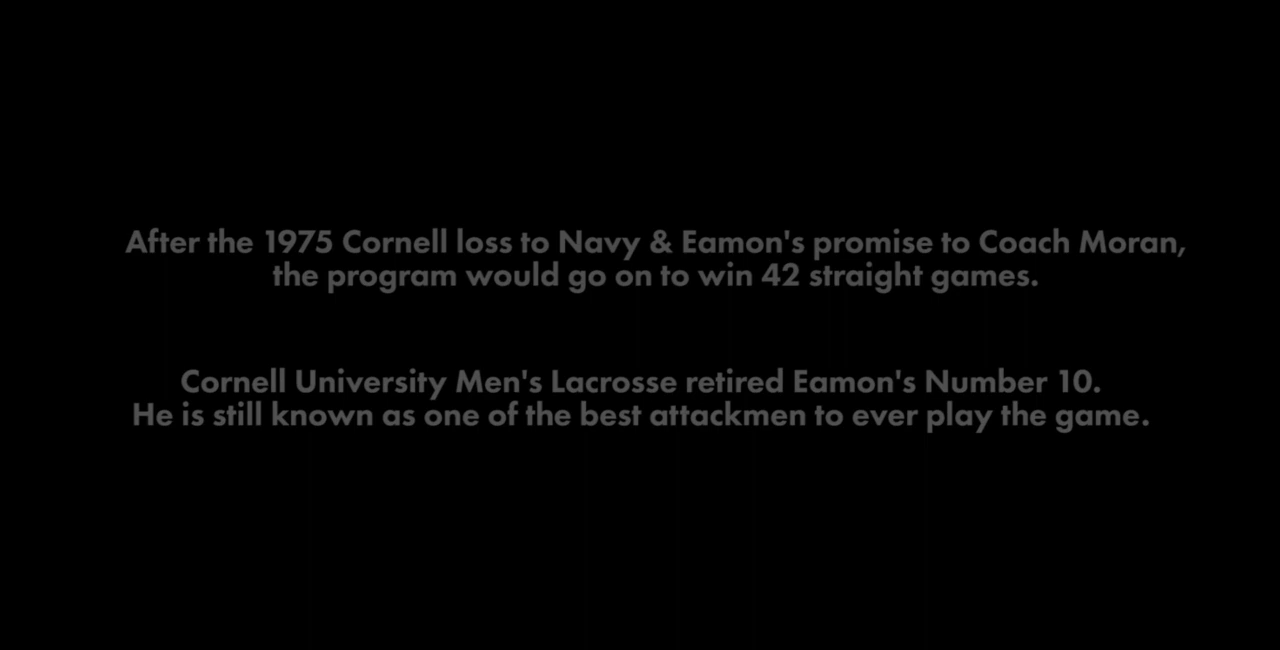 After the 1975 Cornell loss to Navy & Eamon's promise to Coach Moran,
the program would go on to win 42 straight games.
Cornell University Men's Lacrosse retired Eamon's Number 10.
He is still known as one of the best attackmen to ever play the game.